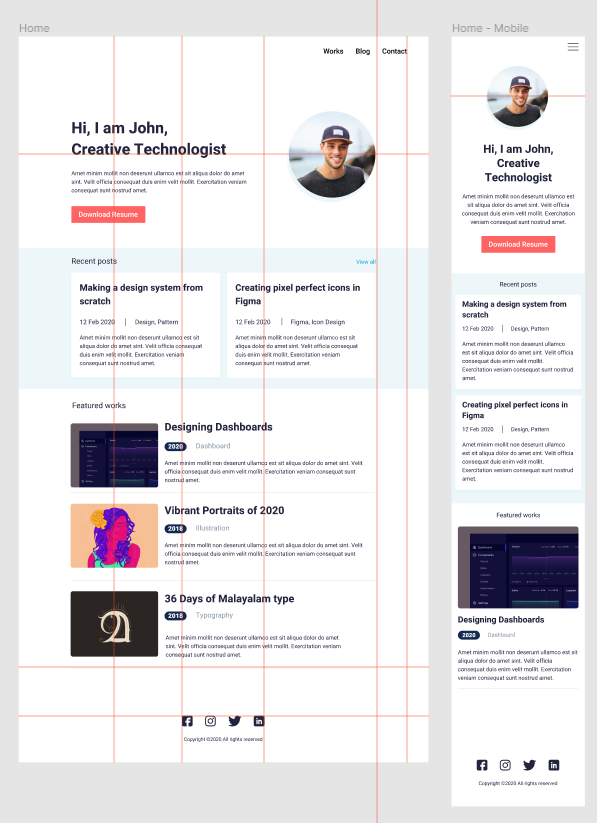 Home
Works Blog Contact
Hi, I am John,
Creative Technologist
Amet minim mollit non deserunt ullamco est sit
aliqua dolor do amet sint. Velit officia consequat duis enim velit mollit. Exercitation veniam
consequat sunt nostrud amet.
Download Resume
Recent posts
View all
Making a design system from
scratch
12 Feb 2020 | Design, Pattern
Amet minim mollit non deserunt ullamco est sit
aliqua dolor do amet sint. Velit officia consequat
duis enim velit mollit. Exercitation veniam
consequat sunt nostrud amet.
Creating pixel perfect icons in
Figma
12 Feb 2020 | Figma, Icon Design
Amet minim mollit non deserunt ullamco est sit
aliqua dolor do amet sint. Velit officia consequat
duis enim velit mollit. Exercitation veniam
consequat sunt nostrud amet.
Featured works
Designing Dashboards
2020 Dashboard
Amet minim mollit non deserunt ullamco est sit aliqua dolor do amet sint. Velit
officia consequat duis enim velit mollit. Exercitation veniam consequat sunt
nostrud amet.
Vibrant Portraits of 2020
2018 Illustration
Amet minim mollit non deserunt ullamco est sit aliqua dolor do amet sint. Velit
officia consequat duis enim velit mollit. Exercitation veniam consequat sunt
nostrud amet.
36 Days of Malayalam type
2018 Typography
Amet minim mollit non deserunt ullamco est sit aliqua dolor do amet
sint. Velit officia consequat duis enim velit mollit. Exercitation veniam
consequat sunt nostrud amet.
Copyright ©2020 All rights reserved
Home - Mobile
Hi, I am John,
Creative
Technologist
Amet minim mollit non deserunt ullamco est
sit aliqua dolor do amet sint. Velit officia
consequat duis enim velit mollit. Exercitation
veniam consequat sunt nostrud amet.
Download Resume
Recent posts
Making a design system from
scratch
12 Feb 2020 | Design, Pattern
Amet minim mollit non deserunt ullamco
est sit aliqua dolor do amet sint. Velit officia
consequat duis enim velit mollit.
Exercitation veniam consequat sunt nostrud
amet.
Creating pixel perfect icons in
Figma
12 Feb 2020 | Design, Pattern
Amet minim mollit non deserunt ullamco
est sit aliqua dolor do amet sint. Velit officia
consequat duis enim velit mollit.
Exercitation veniam consequat sunt nostrud
amet.
Featured works
Dashboard
Designing Dashboards
2020 Dashboard
Amet minim mollit non deserunt ullamco est sit
aliqua dolor do amet sint. Velit officia consequat
duis enim velit mollit. Exercitation veniam
consequat sunt nostrud amet.
Copyright ©2020 All rights reserved